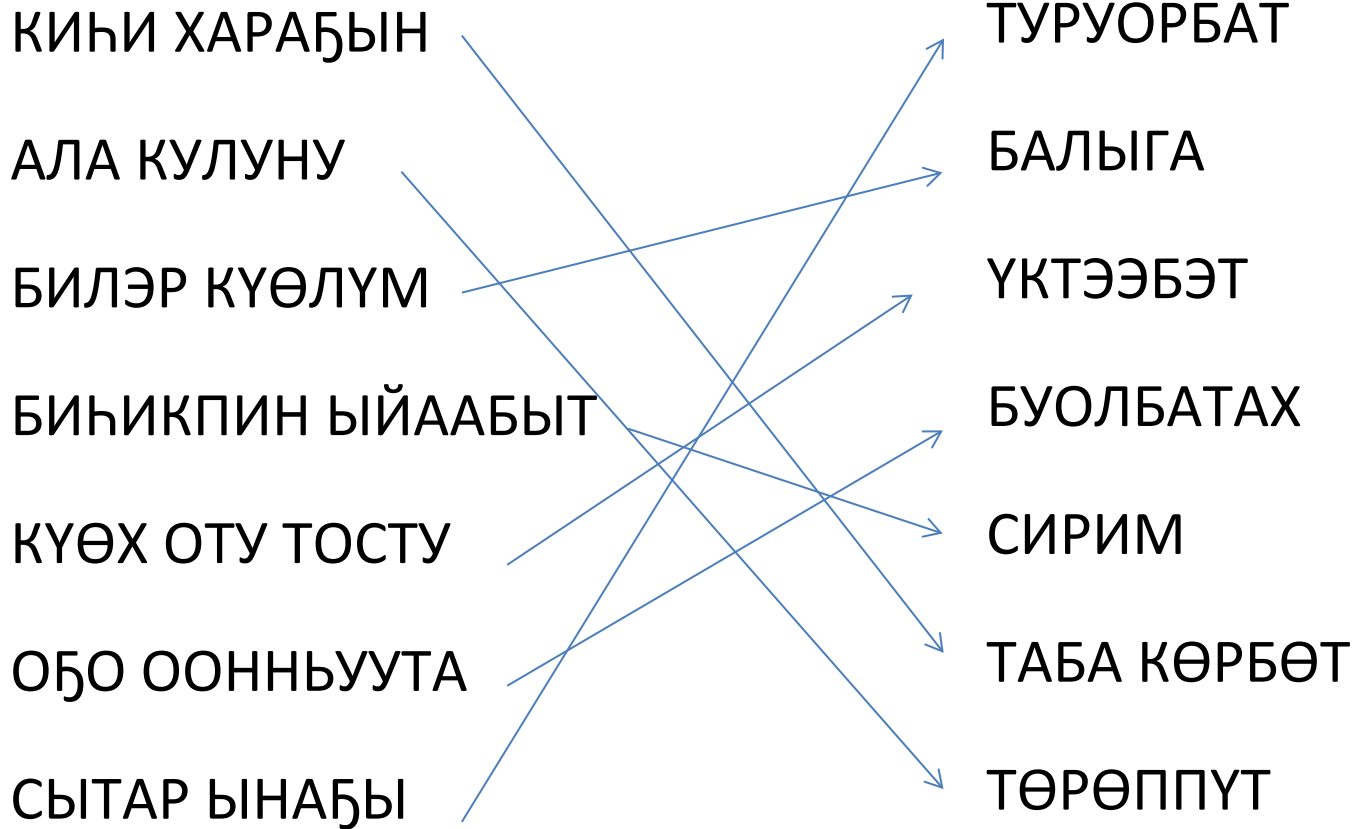 КИҺИ ХАРАҔЫН
АЛА КУЛУНУ
БИЛЭР КҮӨЛҮМ
БИҺИКПИН ЫЙААБЫТ
КҮӨХ ОТУ ТОСТУ
ОҔО ООННЬУУТА
СЫТАР ЫНАҔЫ
ТУРУОРБАТ
БАЛЫГА
ҮКТЭЭБЭТ
БУОЛБАТАХ
СИРИМ
ТАБА КӨРБӨТ
ТӨРӨППҮТ